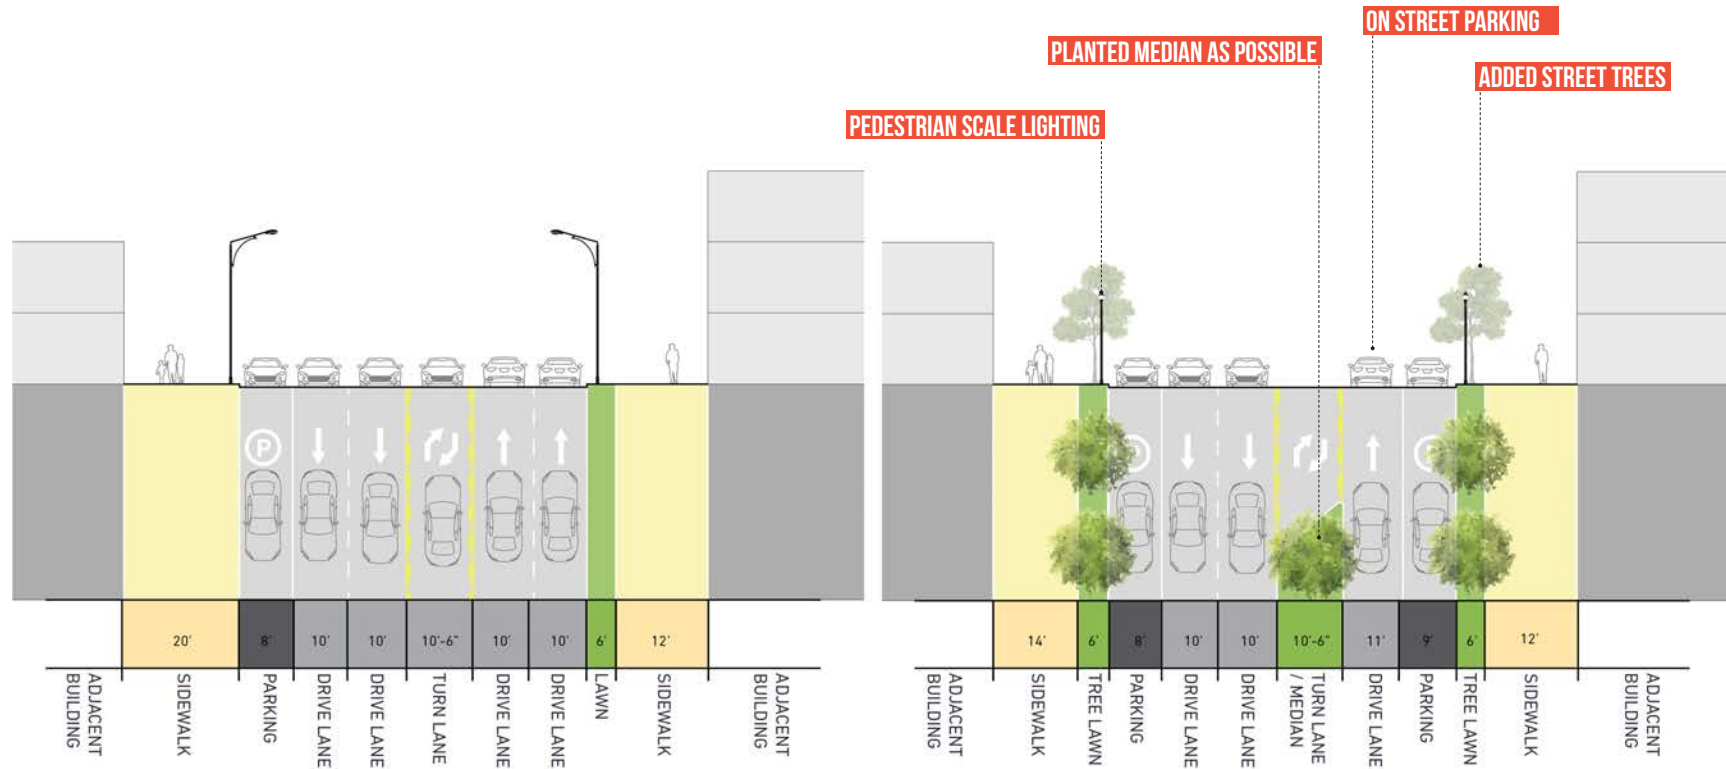 ON STREET PARKING
PLANTED MEDIAN AS POSSIBLE
ADDED STREET TREES
PEDESTRIAN SCALE LIGHTING
P
P
P
20'
8'
10'
10'
10'-6"
10'
10'
6'
12'
14'
6'
8'
10'
10'
10'-6"
11'
9'
6'
12'
ADJACENT
BUILDING
SIDEWALK
PARKING
DRIVE LANE
DRIVE LANE
TURN LANE
DRIVE LANE
DRIVE LANE
LAWN
SIDEWALK
ADJACENT
BUILDING
ADJACENT
BUILDING
SIDEWALK
TREE LAWN
PARKING
DRIVE LANE
DRIVE LANE
TURN LANE
/ MEDIAN
DRIVE LANE
PARKING
TREE LAWN
SIDEWALK
ADJACENT
BUILDING